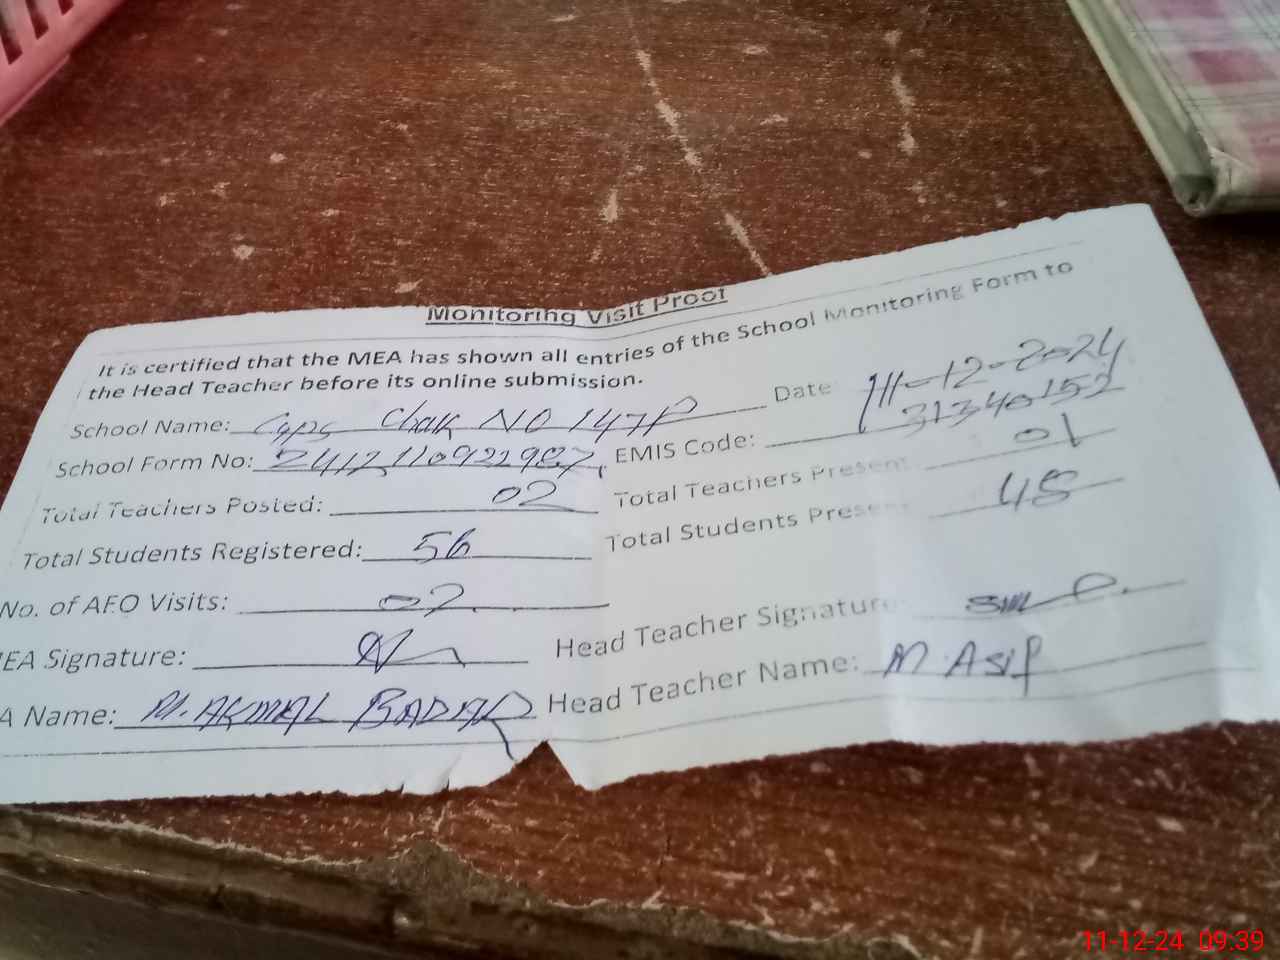 Monitoring Visit Proof
It is certified that the MEA has shown all entries of the School Monitoring Form to
the Head Teacher before its online submission.
School Name: Cgps Chak NO 147P Date 11-12-2024
School Form No: EMIS Code: 31340152
Total Teachers Posted: 02 Total Teachers Present 01
Total Students Registered: 56 Total Students Present 48
No. of AEO Visits: 02
EA Signature: Head Teacher Signature
A Name: M. AKMAL BADAR Head Teacher Name: M. ASIF
11-12-24 09:39